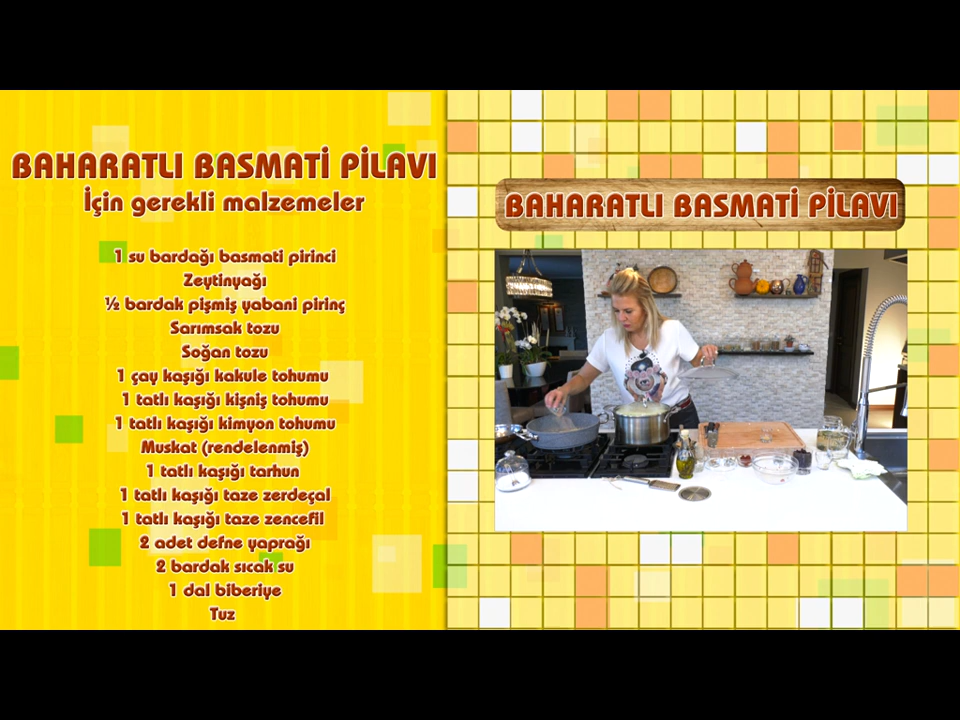 BAHARATLI BASMATİ PİLAVI
İçin gerekli malzemeler
1 su bardağı basmati pirinci
Zeytinyağı
½ bardak pişmiş yabani pirinç
Sarımsak tozu
Soğan tozu
1 çay kaşığı kakule tohumu
1 tatlı kaşığı kişniş tohumu
1 tatlı kaşığı kimyon tohumu
Muskat (rendelenmiş)
1 tatlı kaşığı tarhun
1 tatlı kaşığı taze zerdeçal
1 tatlı kaşığı taze zencefil
2 adet defne yaprağı
2 bardak sıcak su
1 dal biberiye
Tuz
BAHARATLI BASMATİ PİLAVI